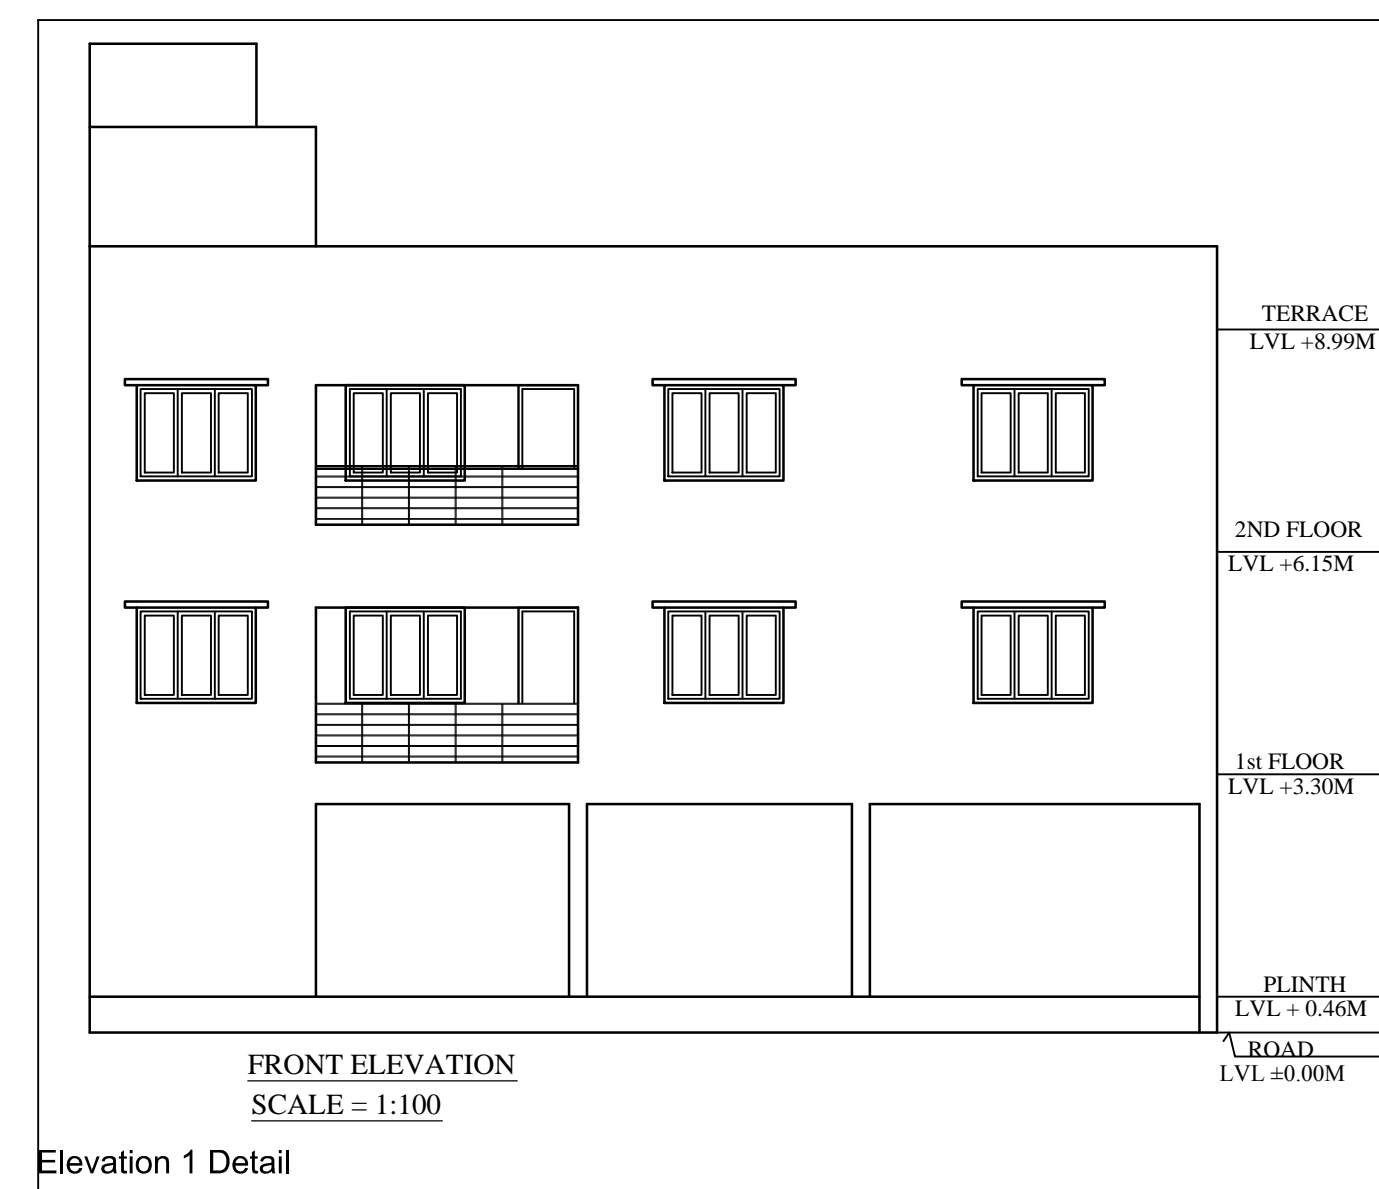 TERRACE
LVL +8.99M
2ND FLOOR
LVL +6.15M
1st FLOOR
LVL +3.30M
PLINTH
LVL + 0.46M
ROAD
LVL ±0.00M
FRONT ELEVATION
SCALE = 1:100
Elevation 1 Detail